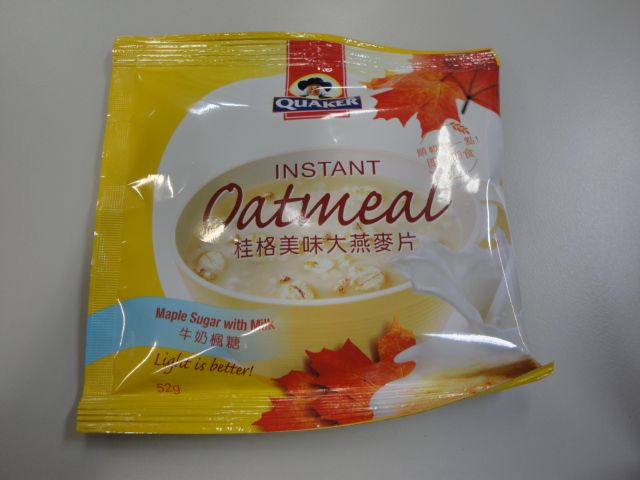 QUAKER
INSTANT
Oatmeal
桂格美味大燕麥片
Maple Sugar with Milk
牛奶楓糖
Light is better!
52g